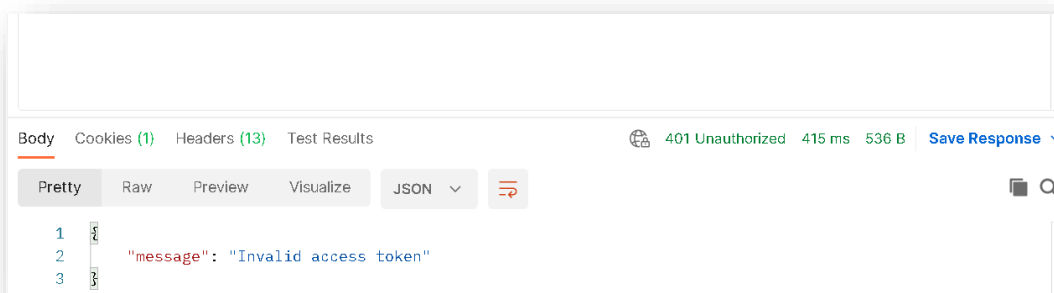 Body Cookies (1) Headers (13) Test Results 401 Unauthorized 415 ms 536 B Save Response
Pretty Raw Preview Visualize JSON
1 {
2 "message": "Invalid access token"
3 }